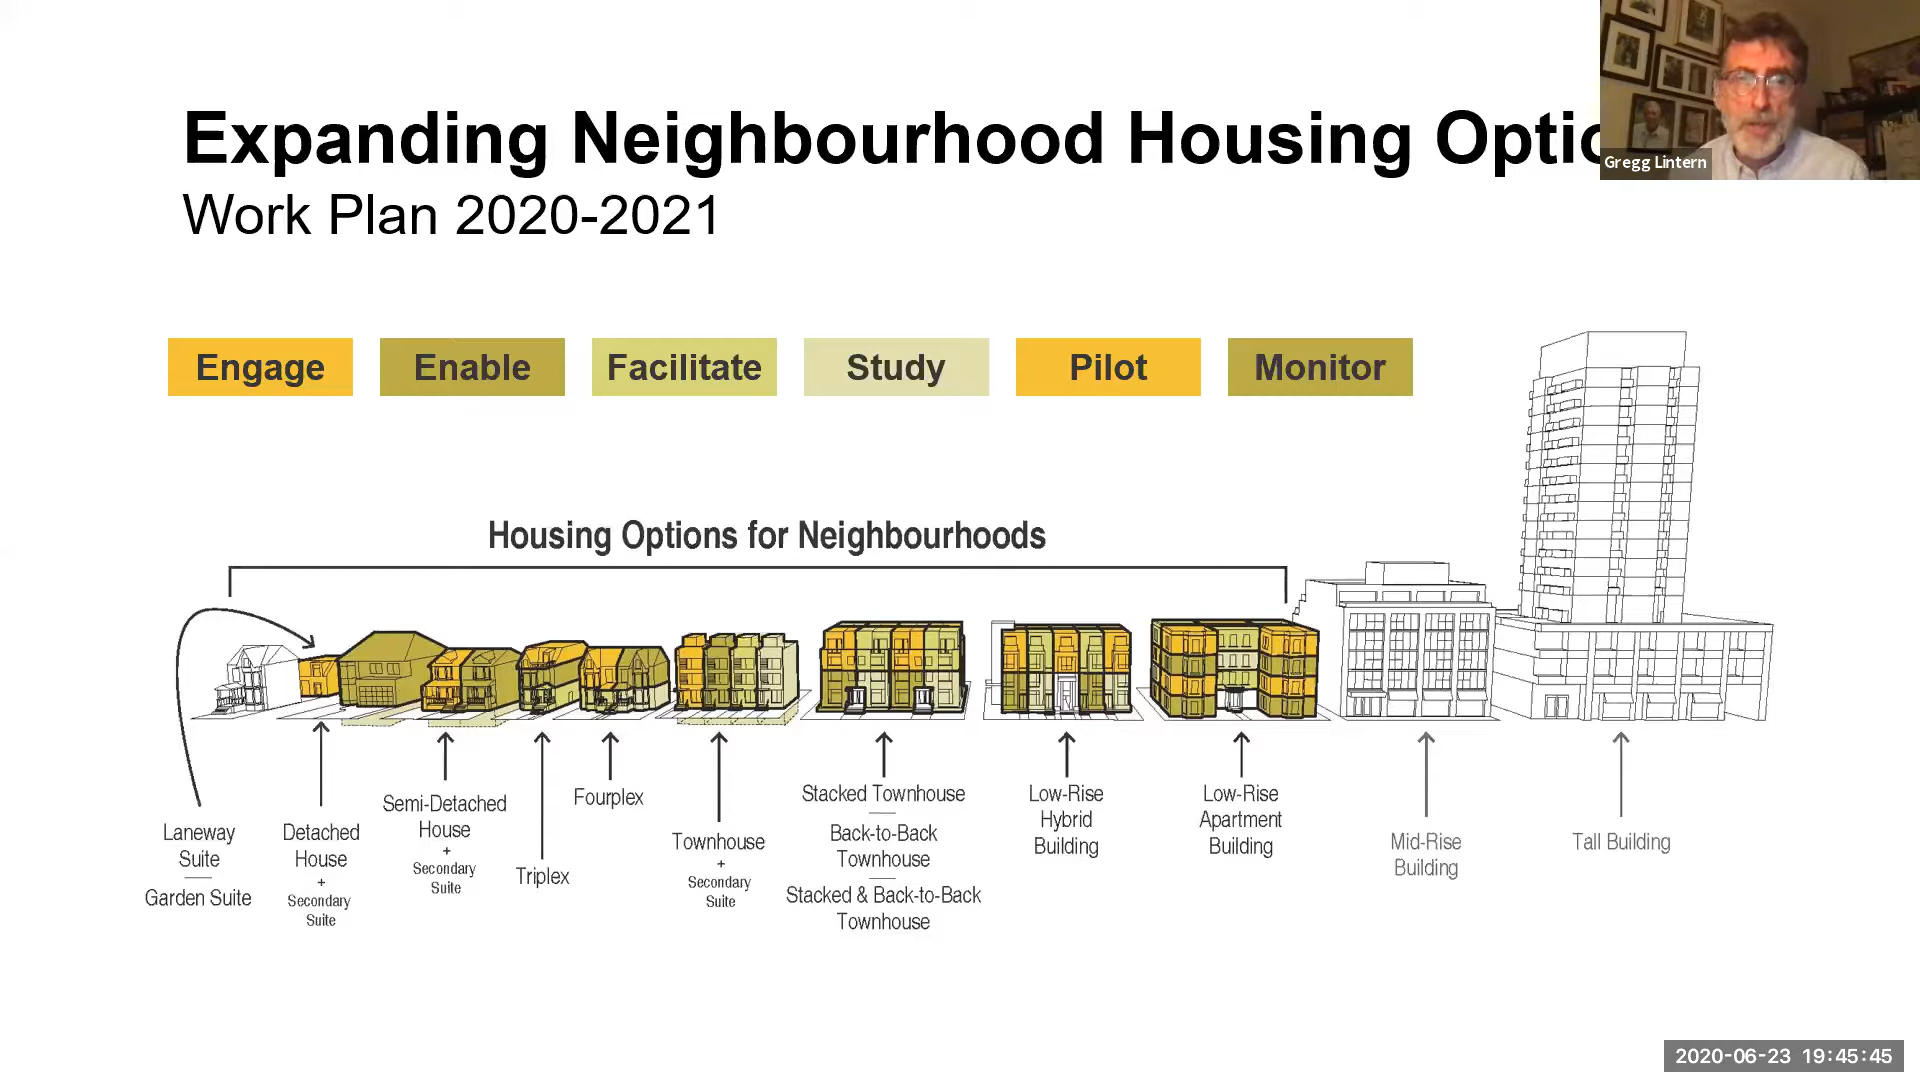 Expanding Neighbourhood Housing Optio
Gregg Lintern
Work Plan 2020-2021
Engage
Enable
Facilitate
Study
Pilot
Monitor
Housing Options for Neighbourhoods
Laneway
Suite
Garden Suite
Detached
House
+
Secondary
Suite
Semi-Detached
House
+
Secondary
Suite
Triplex
Fourplex
Townhouse
+
Secondary
Suite
Stacked Townhouse
Back-to-Back
Townhouse
Stacked & Back-to-Back
Townhouse
Low-Rise
Hybrid
Building
Low-Rise
Apartment
Building
Mid-Rise
Building
Tall Building
2020-06-23 19:45:45